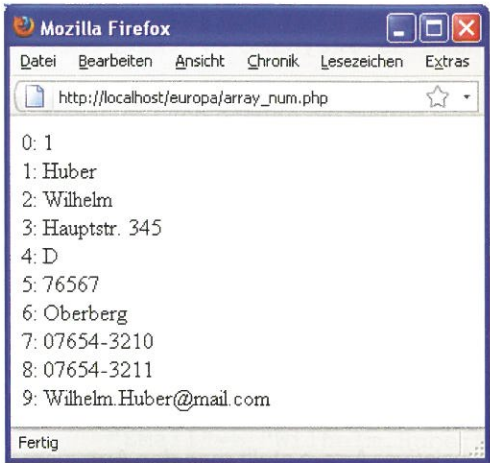 Mozilla Firefox
Datei Bearbeiten Ansicht Chronik Lesezeichen Extras
http://localhost/europa/array_num.php
0: 1
1: Huber
2: Wilhelm
3: Hauptstr. 345
4: D
5: 76567
6: Oberberg
7: 07654-3210
8: 07654-3211
9: Wilhelm.Huber@mail.com
Fertig